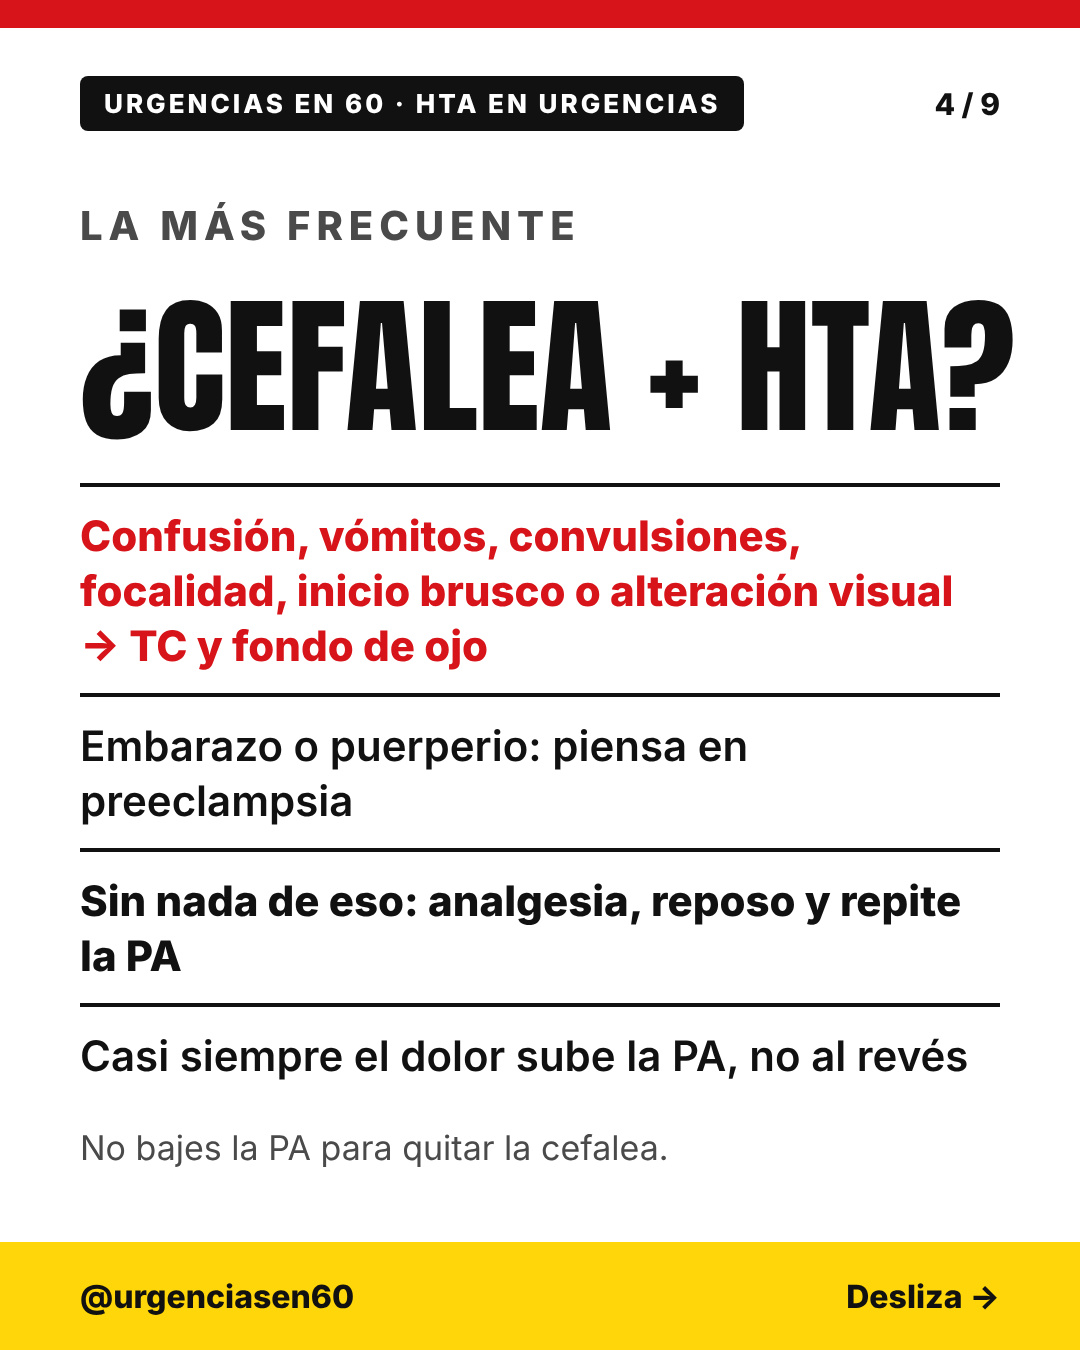 URGENCIAS EN 60 · HTA EN URGENCIAS
4 / 9
LA MÁS FRECUENTE
¿CEFALEA + HTA?
Confusión, vómitos, convulsiones,
focalidad, inicio brusco o alteración visual
→ TC y fondo de ojo
Embarazo o puerperio: piensa en
preeclampsia
Sin nada de eso: analgesia, reposo y repite
la PA
Casi siempre el dolor sube la PA, no al revés
No bajes la PA para quitar la cefalea.
@urgenciasen60
Desliza →